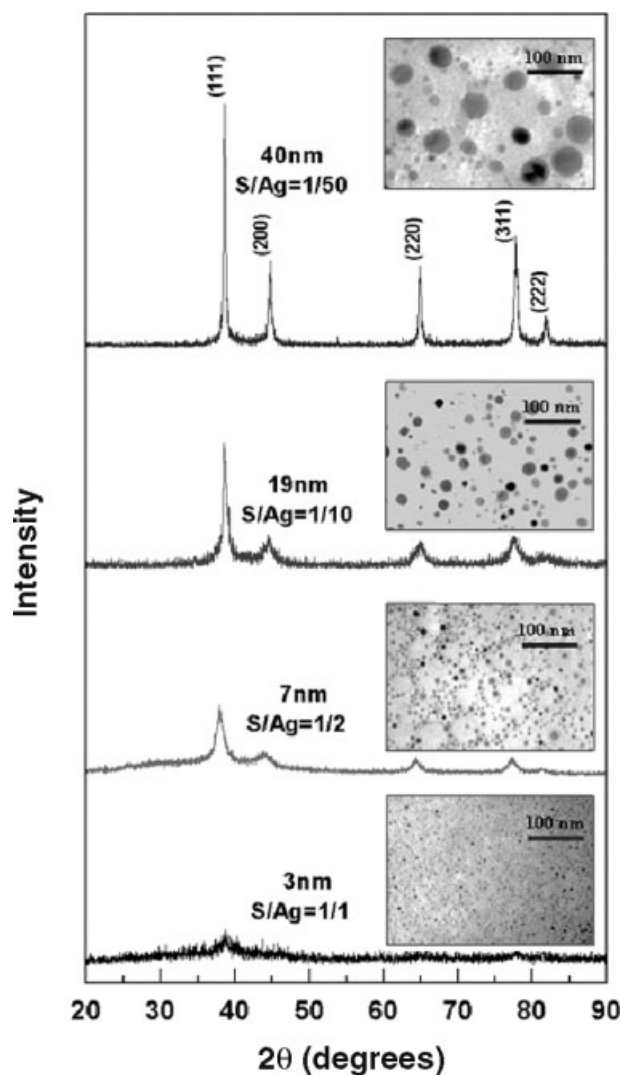 (111)
100 nm
40nm
S/Ag=1/50
(200)
(220)
(311)
(222)
100 nm
19nm
S/Ag=1/10
100 nm
7nm
S/Ag=1/2
100 nm
3nm
S/Ag=1/1
Intensity
20 30 40 50 60 70 80 90
2θ (degrees)